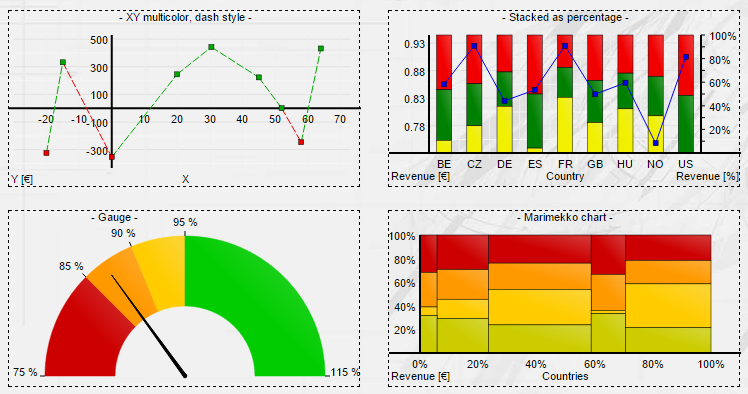 - XY multicolor, dash style -
500
300
100
-20
-10
10
20
30
40
50
60
70
-100
-300
Y [€]
X
- Stacked as percentage -
0.93
0.88
0.83
0.78
100%
80%
60%
40%
20%
BE CZ DE ES FR GB HU NO US
Revenue [€]
Country
Revenue [%]
- Gauge -
75 %
85 %
90 %
95 %
115 %
- Marimekko chart -
100%
80%
60%
40%
20%
0% 20% 40% 60% 80% 100%
Revenue [€]
Countries